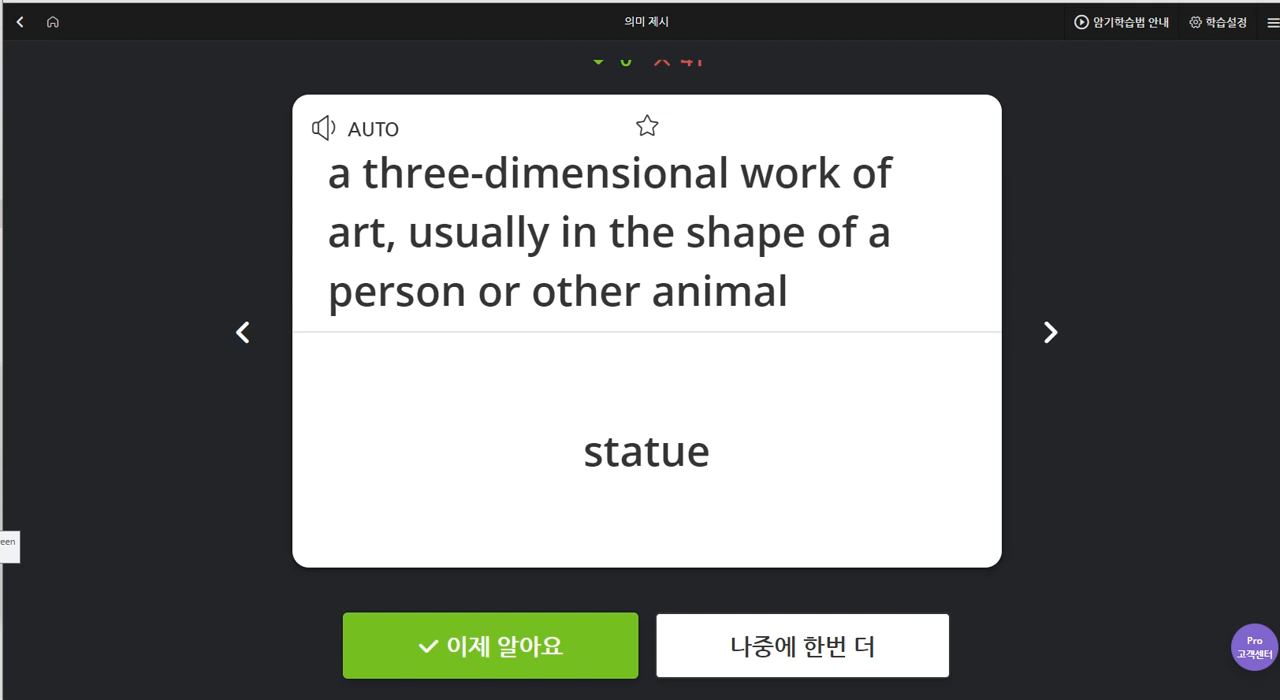 의미 제시
암기학습법 안내
학습설정
AUTO
a three-dimensional work of
art, usually in the shape of a
person or other animal
statue
이제 알아요
나중에 한번 더
een
Pro
고객센터